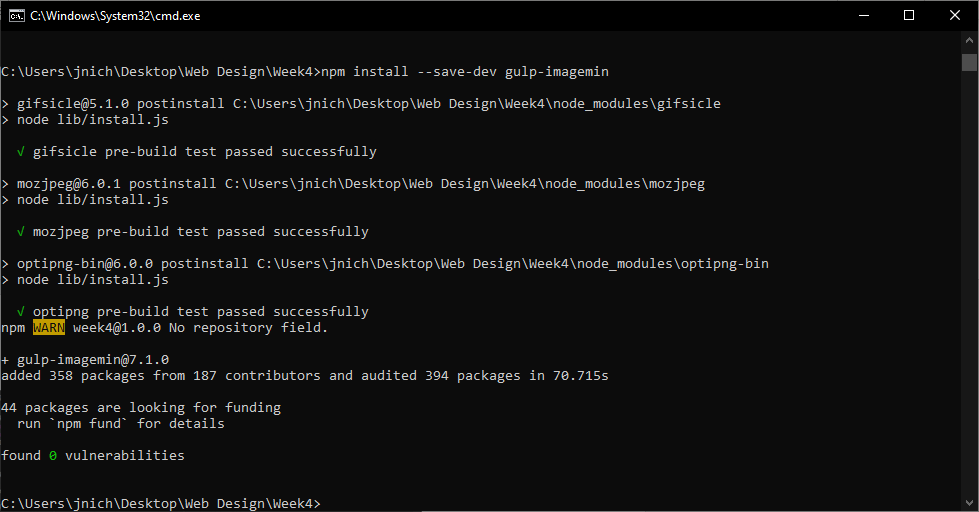 C:\Windows\System32\cmd.exe
C:\Users\jnich\Desktop\Web Design\Week4>npm install --save-dev gulp-imagemin
> gifsicle@5.1.0 postinstall C:\Users\jnich\Desktop\Web Design\Week4\node_modules\gifsicle
> node lib/install.js
√ gifsicle pre-build test passed successfully
> mozjpeg@6.0.1 postinstall C:\Users\jnich\Desktop\Web Design\Week4\node_modules\mozjpeg
> node lib/install.js
√ mozjpeg pre-build test passed successfully
> optipng-bin@6.0.0 postinstall C:\Users\jnich\Desktop\Web Design\Week4\node_modules\optipng-bin
> node lib/install.js
√ optipng pre-build test passed successfully
npm WARN week4@1.0.0 No repository field.
+ gulp-imagemin@7.1.0
added 358 packages from 187 contributors and audited 394 packages in 70.715s
44 packages are looking for funding
run `npm fund` for details
found 0 vulnerabilities
C:\Users\jnich\Desktop\Web Design\Week4>